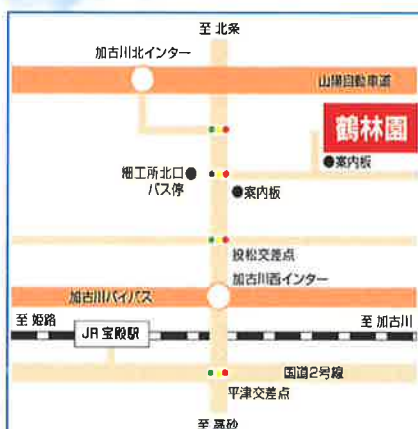 至 北条
加古川北インター
山陽自動車道
鶴林園
●案内板
細工所北口●
バス停
●案内板
投松交差点
加古川西インター
加古川バイパス
至 姫路
至 加古川
JR 宝殿駅
国道2号線
平津交差点
至 高砂